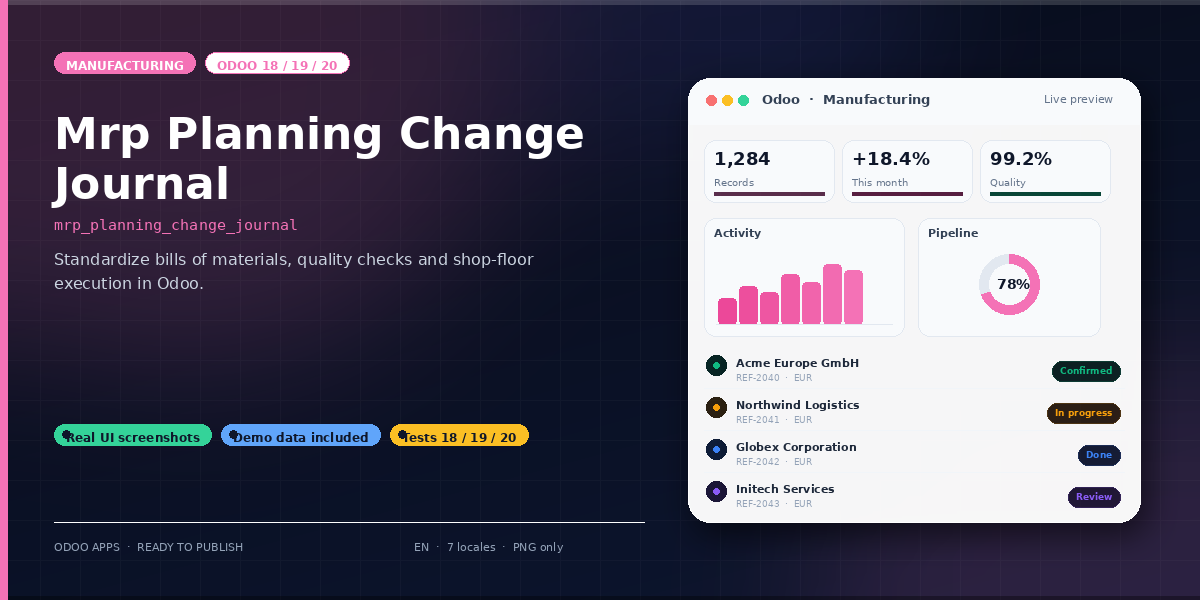 MANUFACTURING
ODOO 18 / 19 / 20
Mrp Planning Change
Journal
mrp_planning_change_journal
Standardize bills of materials, quality checks and shop-floor
execution in Odoo.
Real UI screenshots
Demo data included
Tests 18 / 19 / 20
ODOO APPS · READY TO PUBLISH
EN · 7 locales · PNG only
Odoo · Manufacturing
Live preview
1,284
Records
+18.4%
This month
99.2%
Quality
Activity
Pipeline
78%
Acme Europe GmbH
REF-2040 · EUR
Confirmed
Northwind Logistics
REF-2041 · EUR
In progress
Globex Corporation
REF-2042 · EUR
Done
Initech Services
REF-2043 · EUR
Review